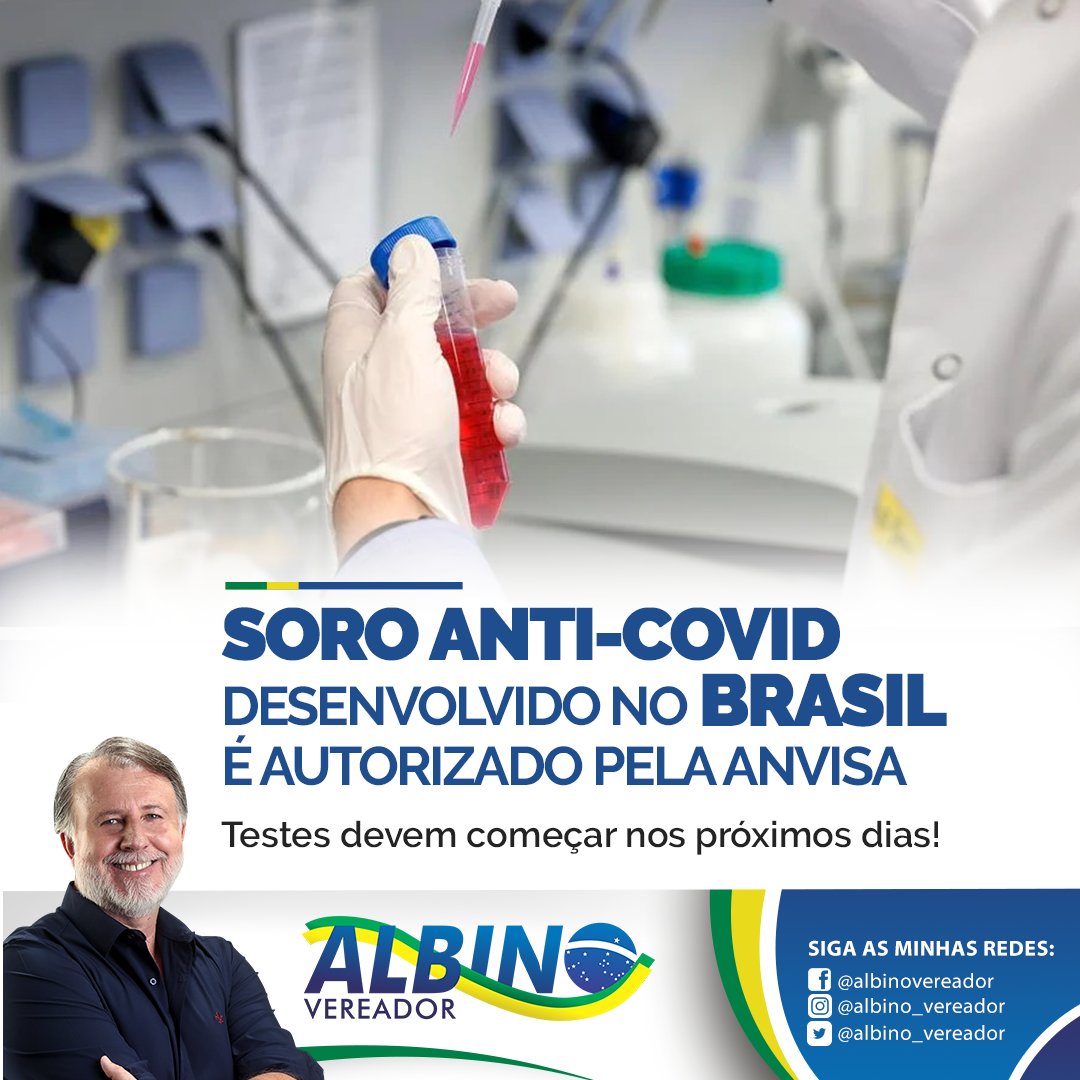 SORO ANTI-COVID
DESENVOLVIDO NO BRASIL
É AUTORIZADO PELA ANVISA
Testes devem começar nos próximos dias!
ALBINO
VEREADOR
SIGA AS MINHAS REDES:
@albinovereador
@albino_vereador
@albino_vereador